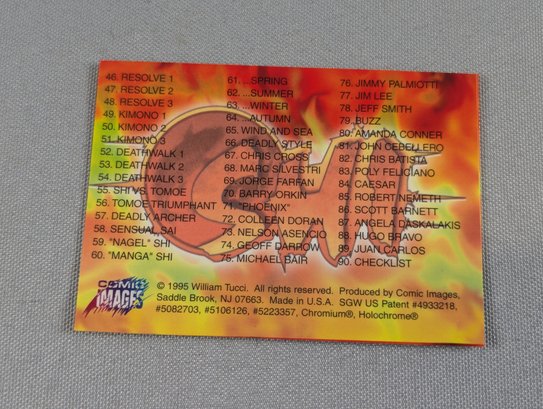 46. RESOLVE 1
47. RESOLVE 2
48. RESOLVE 3
49. KIMONO 1
50. KIMONO 2
51. KIMONO 3
52. DEATHWALK 1
53. DEATHWALK 2
54. DEATHWALK 3
55. SHI VS TOMOE
56. TOMOE TRIUMPHANT
57. DEADLY ARCHER
58. SENSUAL SAI
59. "NAGEL" SHI
60. "MANGA" SHI
61. ...SPRING
62. ...SUMMER
63. ...WINTER
64. ...AUTUMN
65. WIND AND SEA
66. DEADLY STYLE
67. CHRIS CROSS
68. MARC SILVESTRI
69. JORGE FARFAN
70. BARRY ORKIN
71. "PHOENIX"
72. COLLEEN DORAN
73. NELSON ASENCIO
74. GEOFF DARROW
75. MICHAEL BAIR
76. JIMMY PALMIOTTI
77. JIM LEE
78. JEFF SMITH
79. BUZZ
80. AMANDA CONNER
81. JOHN CEBELLERO
82. CHRIS BATISTA
83. POLY FELICIANO
84. CAESAR
85. ROBERT NEMETH
86. SCOTT BARNETT
87. ANGELA DASKALAKIS
88. HUGO BRAVO
89. JUAN CARLOS
90. CHECKLIST
COMIC
IMAGES
© 1995 William Tucci. All rights reserved. Produced by Comic Images,
Saddle Brook, NJ 07663. Made in U.S.A. SGW US Patent #4933218,
#5082703, #5106126, #5223357, Chromium®, Holochrome®